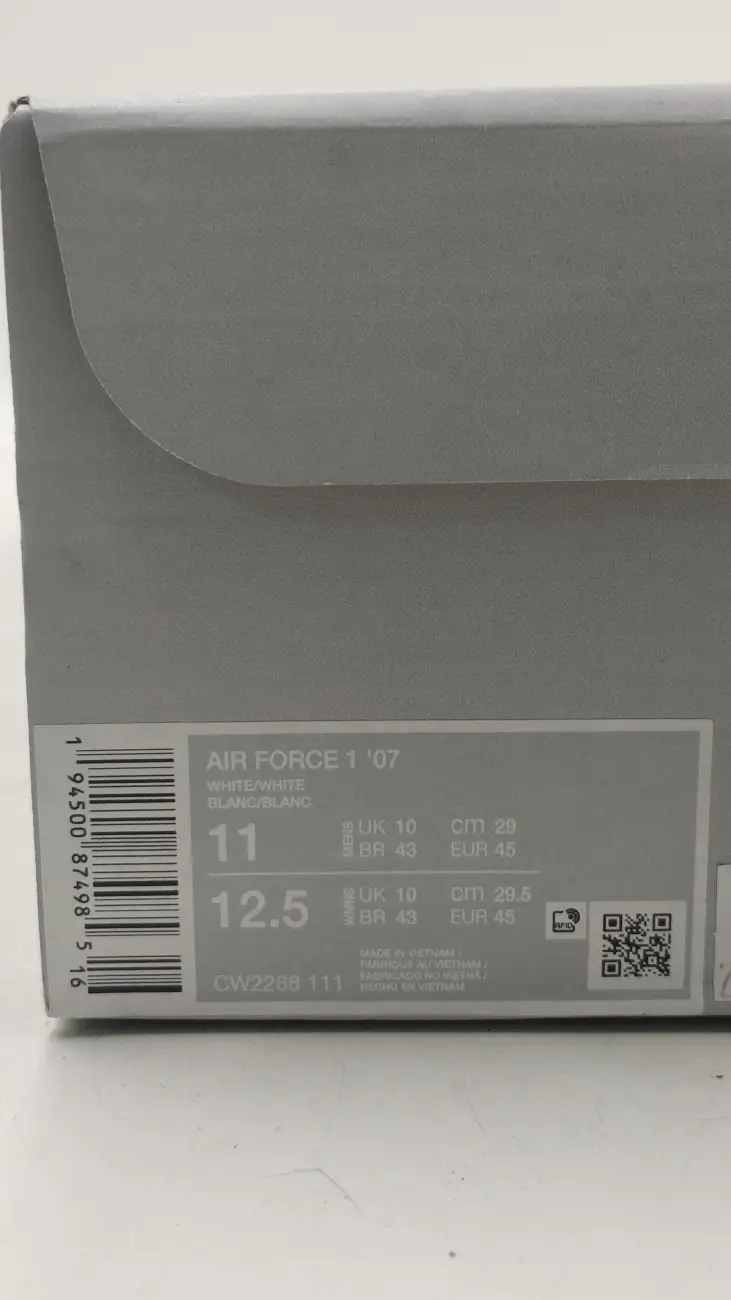 AIR FORCE 1 '07
WHITE/WHITE
BLANC/BLANC
11
MENS
UK 10 cm 29
BR 43 EUR 45
12.5
WMNS
UK 10 cm 29.5
BR 43 EUR 45
RFID
MADE IN VIETNAM /
FABRIQUÉ AU VIETNAM /
FABRICADO NO VIETNÃ /
HECHO EN VIETNAM
CW2288 111
1 94500 87498 5 16